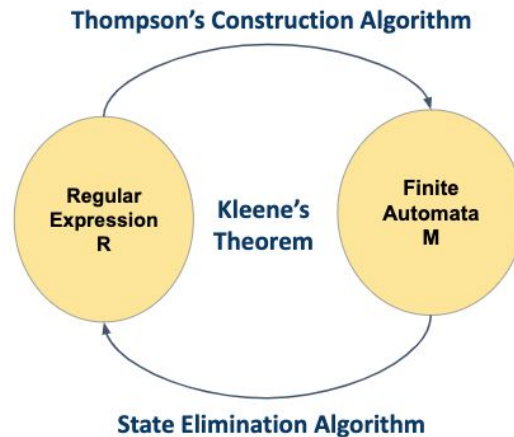 Thompson’s Construction Algorithm
Regular
Expression
R
Kleene’s
Theorem
Finite
Automata
M
State Elimination Algorithm